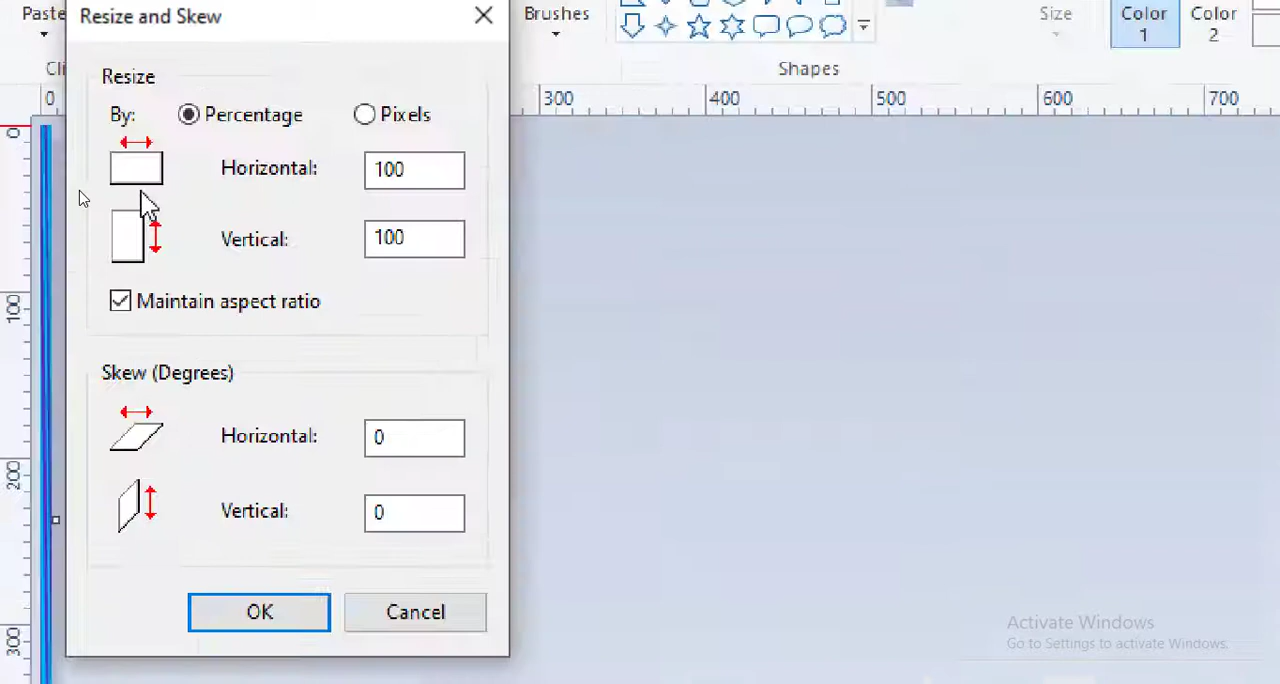 Paste
Resize and Skew
Brushes
Size
Color
1
Color
2
Shapes
Resize
By: Percentage Pixels
Horizontal: 100
Vertical: 100
Maintain aspect ratio
Skew (Degrees)
Horizontal: 0
Vertical: 0
OK Cancel
0 300 400 500 600 700
0
100
200
300
Activate Windows
Go to Settings to activate Windows.